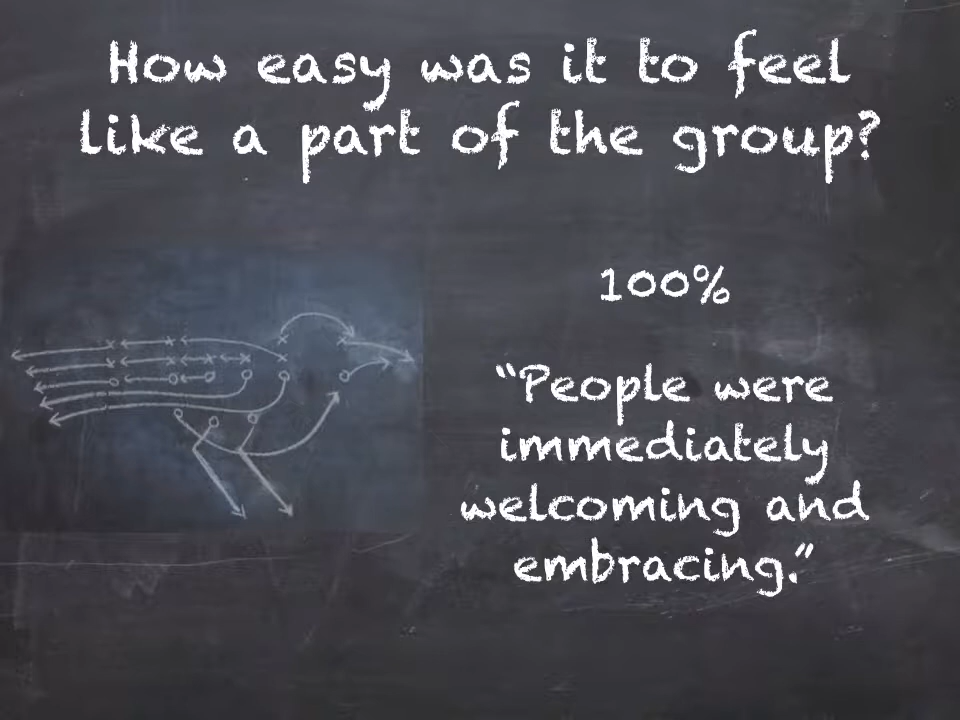 How easy was it to feel
like a part of the group?
100%
“People were
immediately
welcoming and
embracing.”